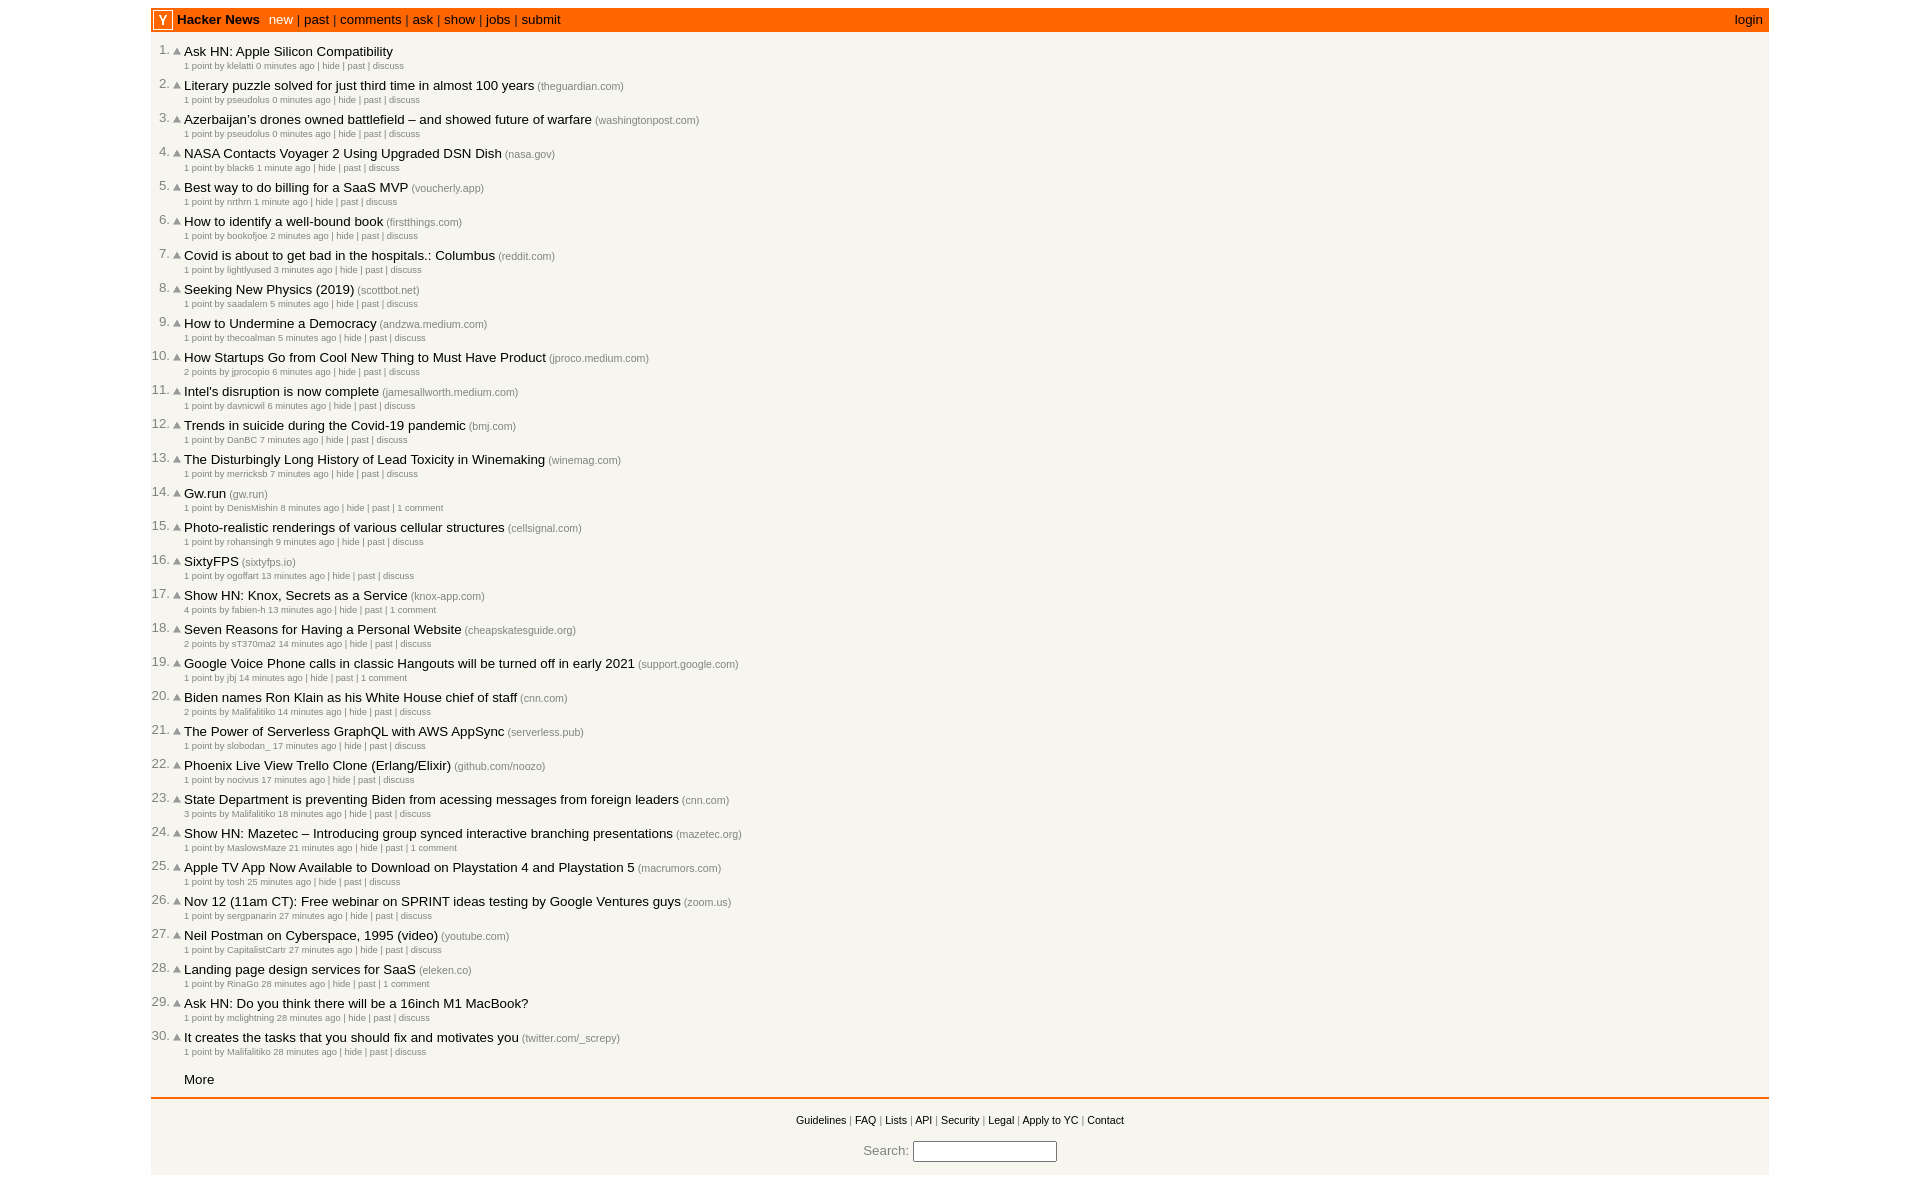 Y Hacker News new | past | comments | ask | show | jobs | submit login
1. Ask HN: Apple Silicon Compatibility
1 point by klelatti 0 minutes ago | hide | past | discuss
2. Literary puzzle solved for just third time in almost 100 years (theguardian.com)
1 point by pseudolus 0 minutes ago | hide | past | discuss
3. Azerbaijan's drones owned battlefield – and showed future of warfare (washingtonpost.com)
1 point by pseudolus 0 minutes ago | hide | past | discuss
4. NASA Contacts Voyager 2 Using Upgraded DSN Dish (nasa.gov)
1 point by black6 1 minute ago | hide | past | discuss
5. Best way to do billing for a SaaS MVP (voucherly.app)
1 point by nrthrn 1 minute ago | hide | past | discuss
6. How to identify a well-bound book (firstthings.com)
1 point by bookofjoe 2 minutes ago | hide | past | discuss
7. Covid is about to get bad in the hospitals.: Columbus (reddit.com)
1 point by lightlyused 3 minutes ago | hide | past | discuss
8. Seeking New Physics (2019) (scottbot.net)
1 point by saadalem 5 minutes ago | hide | past | discuss
9. How to Undermine a Democracy (andzwa.medium.com)
1 point by thecoalman 5 minutes ago | hide | past | discuss
10. How Startups Go from Cool New Thing to Must Have Product (jproco.medium.com)
2 points by jprocopio 6 minutes ago | hide | past | discuss
11. Intel's disruption is now complete (jamesallworth.medium.com)
1 point by davnicwil 6 minutes ago | hide | past | discuss
12. Trends in suicide during the Covid-19 pandemic (bmj.com)
1 point by DanBC 7 minutes ago | hide | past | discuss
13. The Disturbingly Long History of Lead Toxicity in Winemaking (winemag.com)
1 point by merricksb 7 minutes ago | hide | past | discuss
14. Gw.run (gw.run)
1 point by DenisMishin 8 minutes ago | hide | past | 1 comment
15. Photo-realistic renderings of various cellular structures (cellsignal.com)
1 point by rohansingh 9 minutes ago | hide | past | discuss
16. SixtyFPS (sixtyfps.io)
1 point by ogoffart 13 minutes ago | hide | past | discuss
17. Show HN: Knox, Secrets as a Service (knox-app.com)
4 points by fabien-h 13 minutes ago | hide | past | 1 comment
18. Seven Reasons for Having a Personal Website (cheapskatesguide.org)
2 points by sT370ma2 14 minutes ago | hide | past | discuss
19. Google Voice Phone calls in classic Hangouts will be turned off in early 2021 (support.google.com)
1 point by jbj 14 minutes ago | hide | past | 1 comment
20. Biden names Ron Klain as his White House chief of staff (cnn.com)
2 points by Malifalitiko 14 minutes ago | hide | past | discuss
21. The Power of Serverless GraphQL with AWS AppSync (serverless.pub)
1 point by slobodan_ 17 minutes ago | hide | past | discuss
22. Phoenix Live View Trello Clone (Erlang/Elixir) (github.com/noozo)
1 point by nocivus 17 minutes ago | hide | past | discuss
23. State Department is preventing Biden from acessing messages from foreign leaders (cnn.com)
3 points by Malifalitiko 18 minutes ago | hide | past | discuss
24. Show HN: Mazetec – Introducing group synced interactive branching presentations (mazetec.org)
1 point by MaslowsMaze 21 minutes ago | hide | past | 1 comment
25. Apple TV App Now Available to Download on Playstation 4 and Playstation 5 (macrumors.com)
1 point by tosh 25 minutes ago | hide | past | discuss
26. Nov 12 (11am CT): Free webinar on SPRINT ideas testing by Google Ventures guys (zoom.us)
1 point by sergpanarin 27 minutes ago | hide | past | discuss
27. Neil Postman on Cyberspace, 1995 (video) (youtube.com)
1 point by CapitalistCartr 27 minutes ago | hide | past | discuss
28. Landing page design services for SaaS (eleken.co)
1 point by RinaGo 28 minutes ago | hide | past | 1 comment
29. Ask HN: Do you think there will be a 16inch M1 MacBook?
1 point by mclightning 28 minutes ago | hide | past | discuss
30. It creates the tasks that you should fix and motivates you (twitter.com/_screpy)
1 point by Malifalitiko 28 minutes ago | hide | past | discuss
More
Guidelines | FAQ | Lists | API | Security | Legal | Apply to YC | Contact
Search: